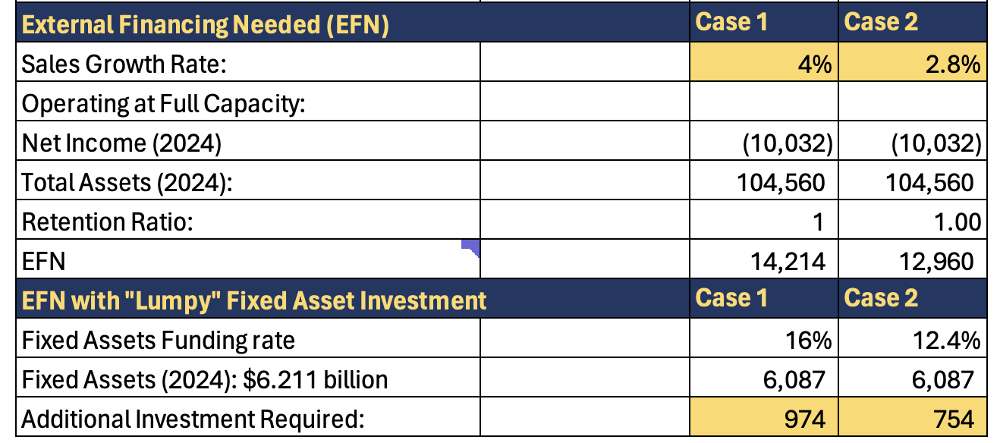 External Financing Needed (EFN) Case 1 Case 2
Sales Growth Rate: 4% 2.8%
Operating at Full Capacity:
Net Income (2024) (10,032) (10,032)
Total Assets (2024): 104,560 104,560
Retention Ratio: 1 1.00
EFN 14,214 12,960
EFN with "Lumpy" Fixed Asset Investment Case 1 Case 2
Fixed Assets Funding rate 16% 12.4%
Fixed Assets (2024): $6.211 billion 6,087 6,087
Additional Investment Required: 974 754